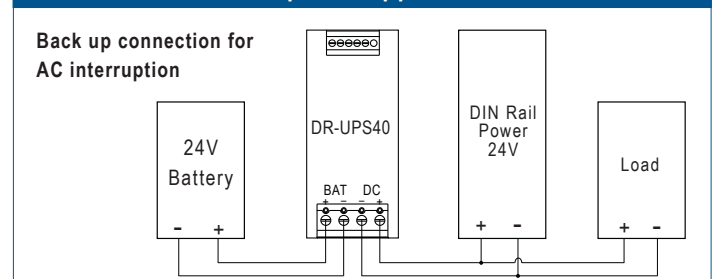 Back up connection for
AC interruption
DR-UPS40
24V
Battery
- +
BAT DC
+ - - +
DIN Rail
Power
24V
+ -
Load
+ -